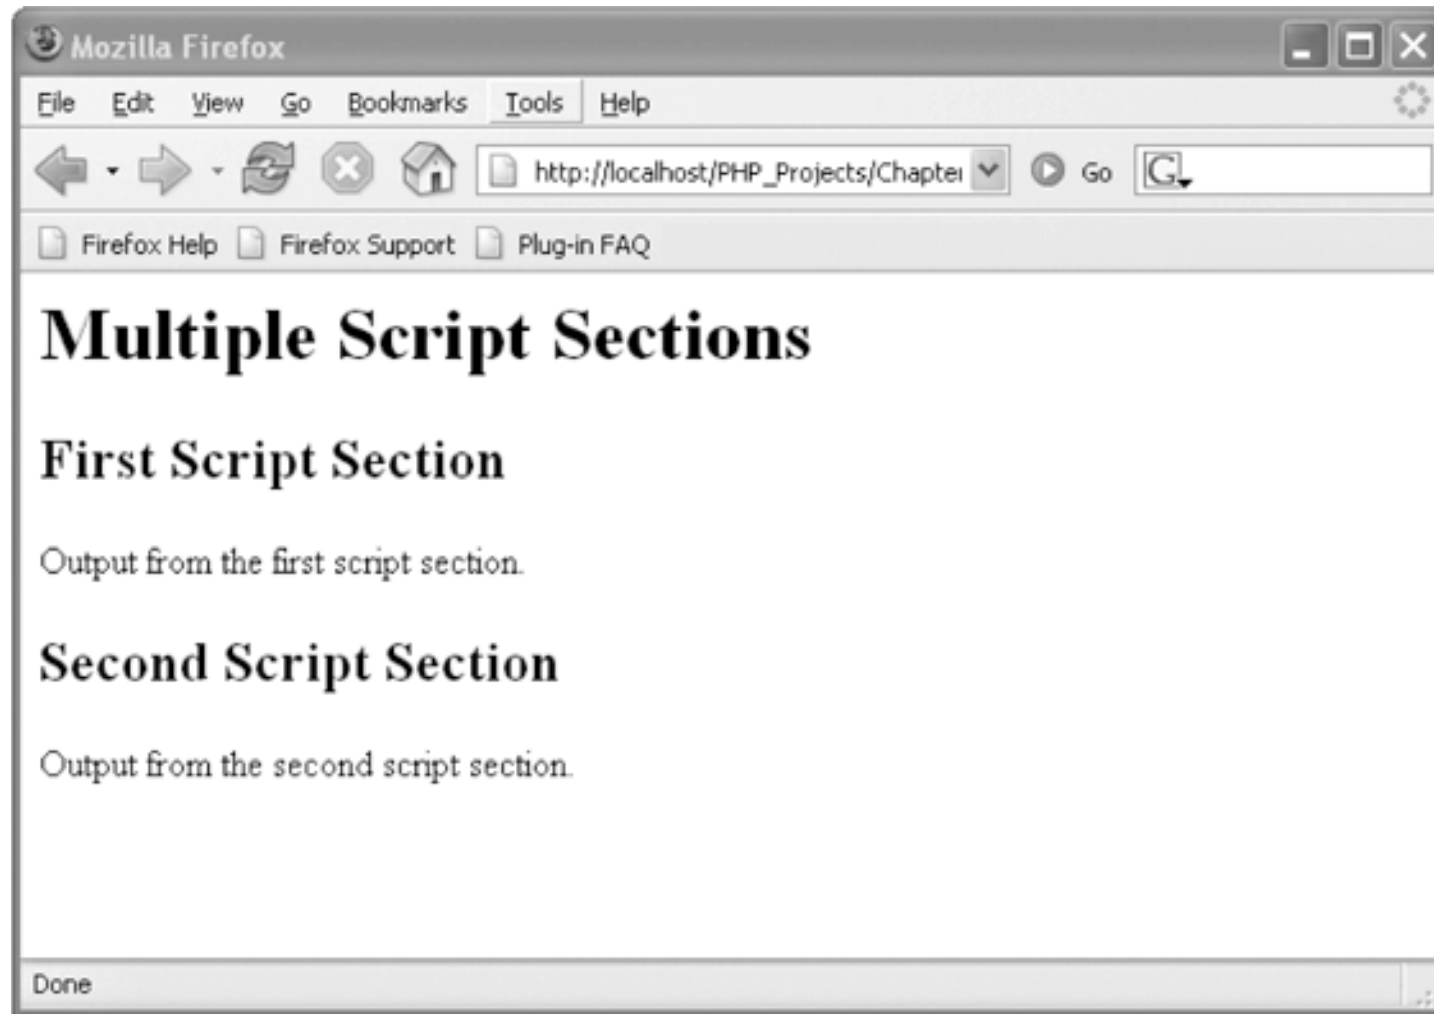 Mozilla Firefox
File Edit View Go Bookmarks Tools Help
http://localhost/PHP_Projects/Chapter Go G
Firefox Help Firefox Support Plug-in FAQ
Multiple Script Sections
First Script Section
Output from the first script section.
Second Script Section
Output from the second script section.
Done